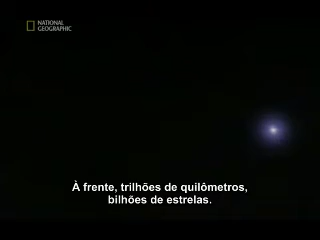 NATIONAL
GEOGRAPHIC
À frente, trilhões de quilômetros,
bilhões de estrelas.